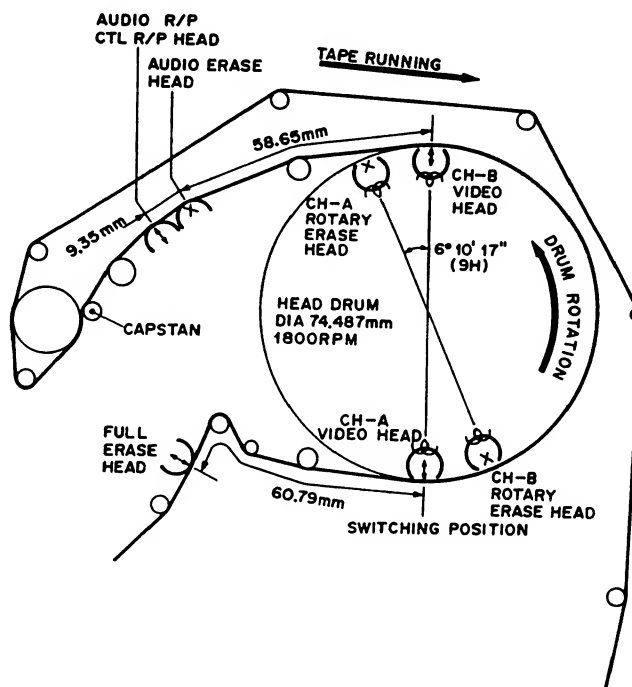 AUDIO R/P
CTL R/P HEAD
AUDIO ERASE
HEAD
TAPE RUNNING
58.65mm
9.35mm
CH-B
VIDEO
HEAD
CH-A
ROTARY
ERASE
HEAD
6° 10' 17"
(9H)
DRUM ROTATION
HEAD DRUM
DIA 74.487mm
1800RPM
CAPSTAN
CH-A
VIDEO HEAD
FULL
ERASE
HEAD
60.79mm
CH-B
ROTARY
ERASE HEAD
SWITCHING POSITION